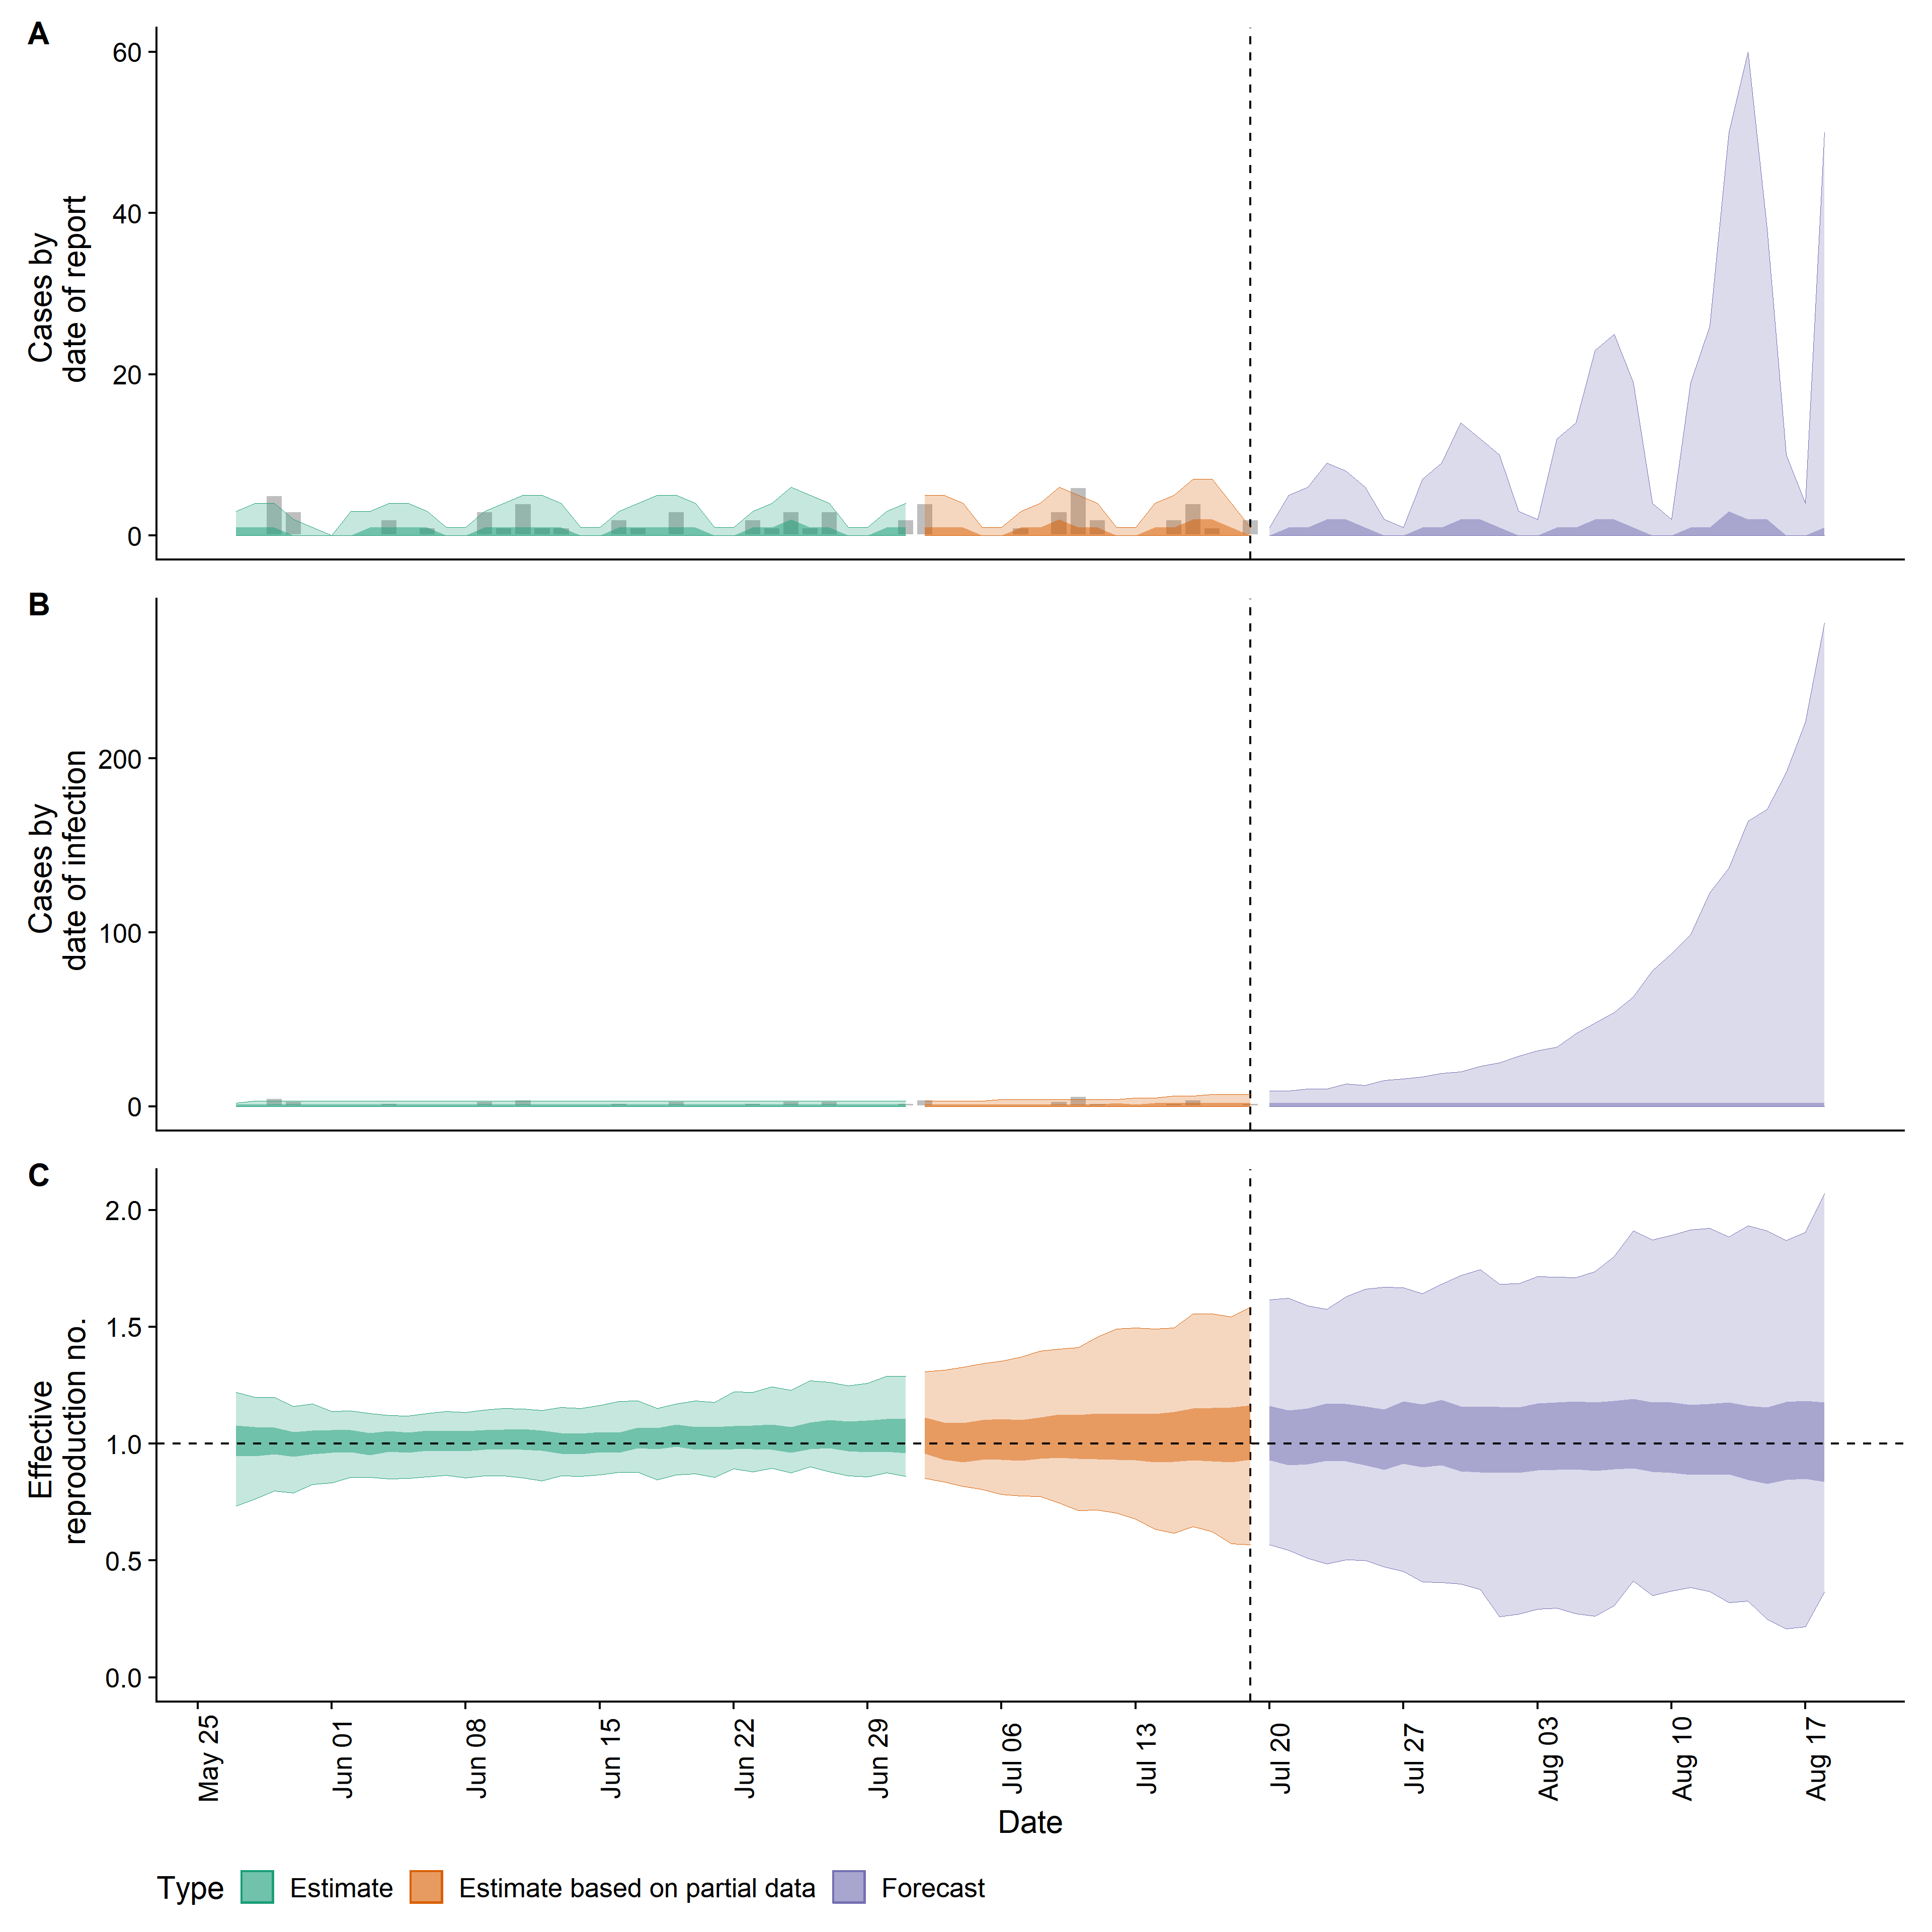 A
60
40
20
0
Cases by
date of report
B
200
100
0
Cases by
date of infection
C
2.0
1.5
1.0
0.5
0.0
Effective
reproduction no.
May 25
Jun 01
Jun 08
Jun 15
Jun 22
Jun 29
Jul 06
Jul 13
Jul 20
Jul 27
Aug 03
Aug 10
Aug 17
Date
Type Estimate Estimate based on partial data Forecast